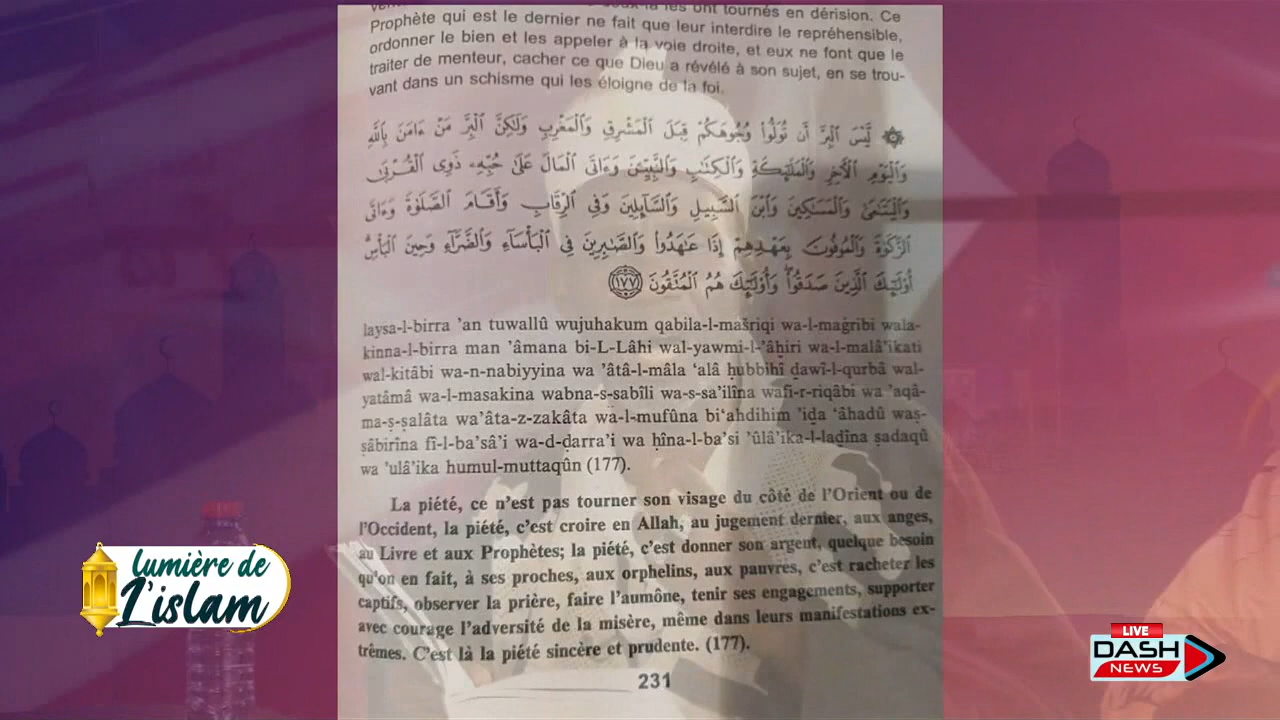 les ont tournés en dérision. Ce
Prophète qui est le dernier ne fait que leur interdire le repréhensible,
ordonner le bien et les appeler à la voie droite, et eux ne font que le
traiter de menteur, cacher ce que Dieu a révélé à son sujet, en se trou-
vant dans un schisme qui les éloigne de la foi.
۞ لَّيْسَ ٱلْبِرَّ أَن تُوَلُّوا۟ وُجُوهَكُمْ قِبَلَ ٱلْمَشْرِقِ وَٱلْمَغْرِبِ وَلَٰكِنَّ ٱلْبِرَّ مَنْ ءَامَنَ بِٱللَّهِ
وَٱلْيَوْمِ ٱلْءَاخِرِ وَٱلْمَلَٰٓئِكَةِ وَٱلْكِتَٰبِ وَٱلنَّبِيِّۦنَ وَءَاتَى ٱلْمَالَ عَلَىٰ حُبِّهِۦ ذَوِى ٱلْقُرْبَىٰ
وَٱلْيَتَٰمَىٰ وَٱلْمَسَٰكِينَ وَٱبْنَ ٱلسَّبِيلِ وَٱلسَّآئِلِينَ وَفِى ٱلرِّقَابِ وَأَقَامَ ٱلصَّلَوٰةَ وَءَاتَى
ٱلزَّكَوٰةَ وَٱلْمُوفُونَ بِعَهْدِهِمْ إِذَا عَٰهَدُوا۟ وَٱلصَّٰبِرِينَ فِى ٱلْبَأْسَآءِ وَٱلضَّرَّآءِ وَحِينَ ٱلْبَأْسِ
أُو۟لَٰٓئِكَ ٱلَّذِينَ صَدَقُوا۟ وَأُو۟لَٰٓئِكَ هُمُ ٱلْمُتَّقُونَ ١٧٧
laysa-l-birra ’an tuwallû wujuhakum qabila-l-mašriqi wa-l-maġribi wala-
kinna-l-birra man ’âmana bi-L-Lâhi wal-yawmi-l-’âḥiri wa-l-malâ’ikati
wal-kitâbi wa-n-nabiyyina wa ’âtâ-l-mâla ‘alâ ḥubbihî ḏawî-l-qurbâ wal-
yatâmâ wa-l-masakina wabna-s-sabîli wa-s-sa’ilîna wafi-r-riqâbi wa ’aqâ-
ma-ṣ-ṣalâta wa’âta-z-zakâta wa-l-mufûna bi‘ahdihim ’iḏa ‘âhadû waṣ-
ṣâbirîna fî-l-ba’sâ’i wa-d-ḍarra’i wa ḥîna-l-ba’si ’ûlâ’ika-l-laḏîna ṣadaqû
wa ’ulâ’ika humul-muttaqûn (177).
La piété, ce n’est pas tourner son visage du côté de l’Orient ou de
l’Occident, la piété, c’est croire en Allah, au jugement dernier, aux anges,
au Livre et aux Prophètes; la piété, c’est donner son argent, quelque besoin
qu'on en fait, à ses proches, aux orphelins, aux pauvres, c’est racheter les
captifs, observer la prière, faire l’aumône, tenir ses engagements, supporter
avec courage l’adversité de la misère, même dans leurs manifestations ex-
trêmes. C’est là la piété sincère et prudente. (177).
231
Lumière de
L'islam
LIVE
DASH
NEWS